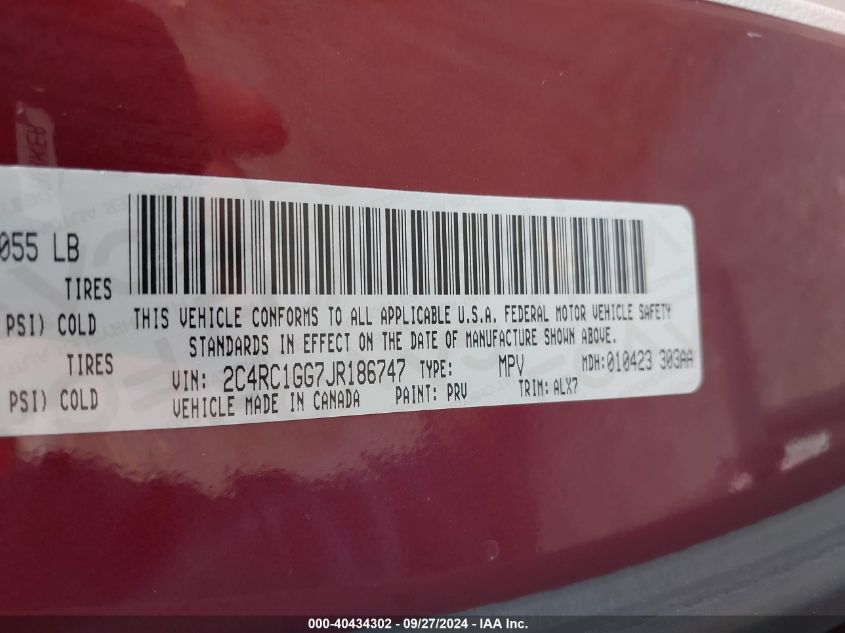 055 LB
TIRES
PSI) COLD
TIRES
PSI) COLD
THIS VEHICLE CONFORMS TO ALL APPLICABLE U.S.A. FEDERAL MOTOR VEHICLE SAFETY
STANDARDS IN EFFECT ON THE DATE OF MANUFACTURE SHOWN ABOVE.
VIN: 2C4RC1GG7JR186747 TYPE: MPV MDH:010423 303AA
VEHICLE MADE IN CANADA PAINT: PRV TRIM: ALX7
000-40434302 - 09/27/2024 - IAA Inc.